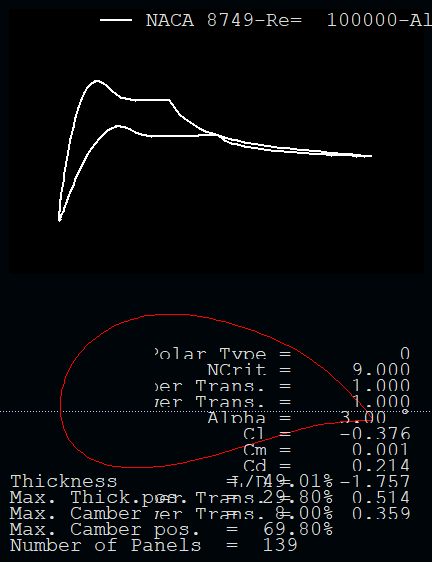 NACA 8749-Re= 100000-Al
Polar Type = 0
NCrit = 9.000
per Trans. = 1.000
wer Trans. = 1.000
Alpha = 3.00 °
Cl = -0.376
Cm = 0.001
Cd = 0.214
Thickness = 49.01%
L/D = -1.757
Max. Thick.pos. = 29.80%
per Trans. = 0.514
Max. Camber = 8.00%
wer Trans. = 0.359
Max. Camber pos. = 69.80%
Number of Panels = 139